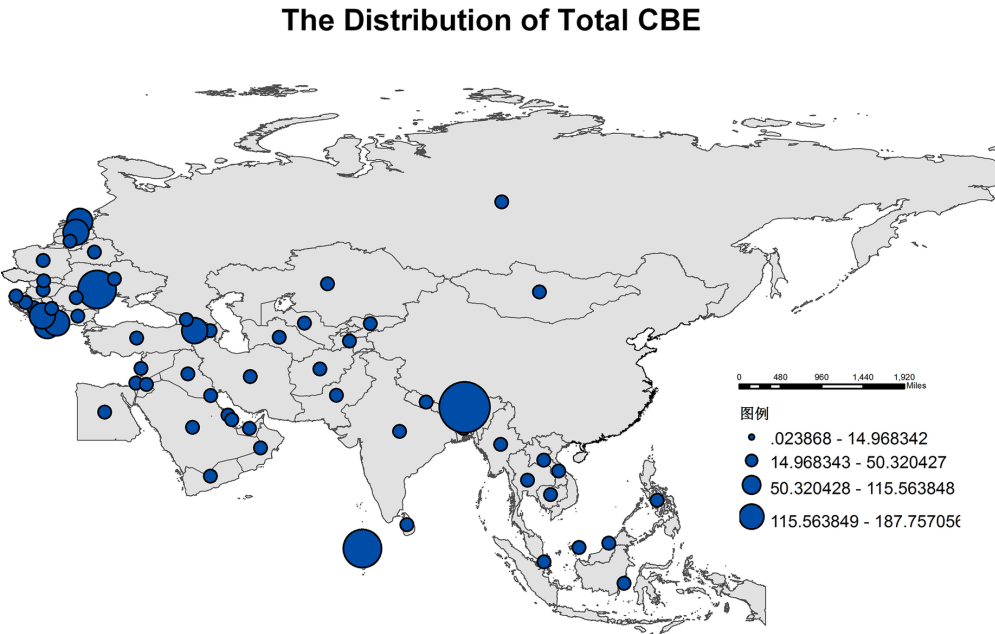 The Distribution of Total CBE
0 480 960 1,440 1,920
Miles
图例
.023868 - 14.968342
14.968343 - 50.320427
50.320428 - 115.563848
115.563849 - 187.757056